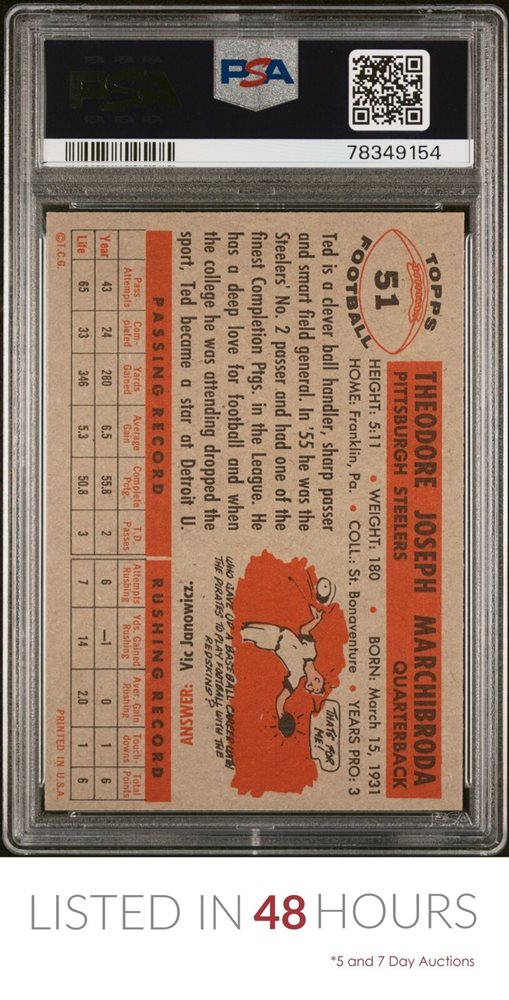 PSA
78349154
TOPPS
51
FOOTBALL
THEODORE JOSEPH MARCHIBRODA
PITTSBURGH STEELERS QUARTERBACK
HEIGHT: 5:11 • WEIGHT: 180 • BORN: March 15, 1931
HOME: Franklin, Pa. • COLL.: St. Bonaventure • YEARS PRO: 3
Ted is a clever ball handler, sharp passer
and smart field general. In '55 he was the
Steelers' No. 2 passer and had one of the
finest Completion Ptgs. in the League. He
has a deep love for football and when
the college he was attending dropped the
sport, Ted became a star at Detroit U.
THAT'S FOR ME!
WHO GAVE UP A BASEBALL CAREER WITH
THE PIRATES TO PLAY FOOTBALL WITH THE
REDSKINS?
ANSWER: Vic Janowicz.
PASSING RECORD RUSHING RECORD
Year Pass Attempts Com- pleted Yards Gained Average Gain Complete Pctg. T.D. Passes Attempts Rushing Yds. Gained Rushing Aver. Gain Rushing Touch- downs Total Points
43 24 280 6.5 55.8 2 6 –1 0 1 6
Life 65 33 346 5.3 50.8 3 7 14 2.0 1 6
©T.C.G. PRINTED IN U.S.A.
PSA
LISTED IN 48 HOURS
*5 and 7 Day Auctions